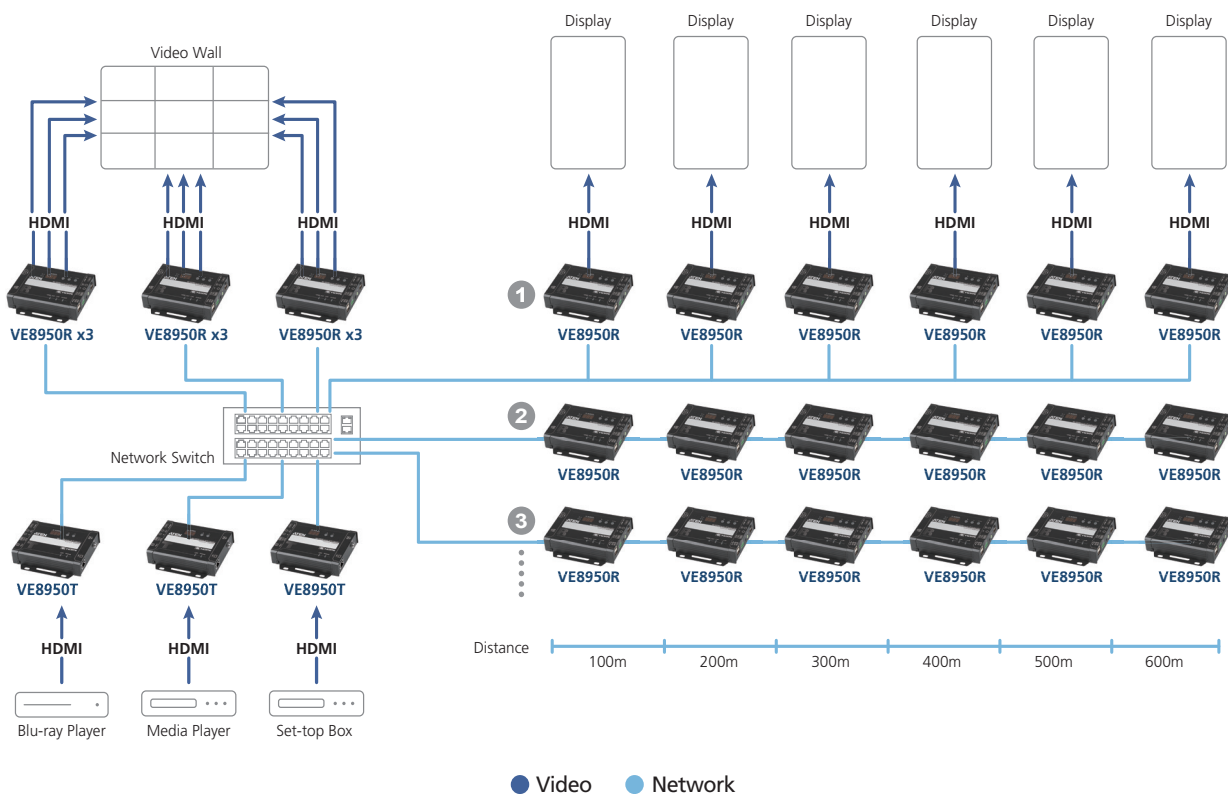 Display Display Display Display Display Display
Video Wall
HDMI HDMI HDMI HDMI HDMI HDMI HDMI HDMI HDMI
1
VE8950R x3 VE8950R x3 VE8950R x3 VE8950R VE8950R VE8950R VE8950R VE8950R VE8950R
2
Network Switch
VE8950R VE8950R VE8950R VE8950R VE8950R VE8950R
3
VE8950T VE8950T VE8950T VE8950R VE8950R VE8950R VE8950R VE8950R VE8950R
HDMI HDMI HDMI
Distance
100m 200m 300m 400m 500m 600m
Blu-ray Player Media Player Set-top Box
Video Network